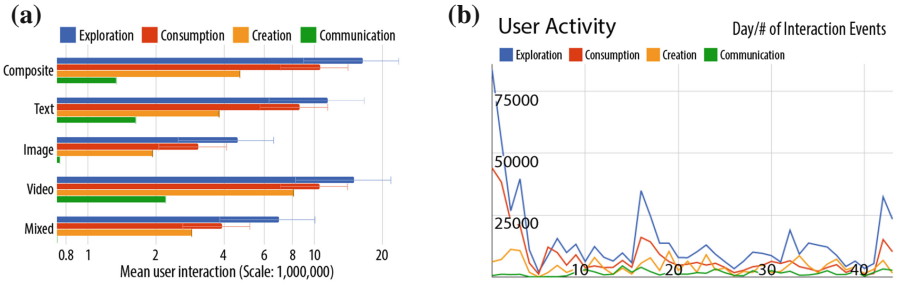 (a)
Exploration Consumption Creation Communication
Composite
Text
Image
Video
Mixed
0.8 1 2 4 6 8 10 20
Mean user interaction (Scale: 1,000,000)
(b)
User Activity
Day/# of Interaction Events
Exploration Consumption Creation Communication
75000
50000
25000
10 20 30 40